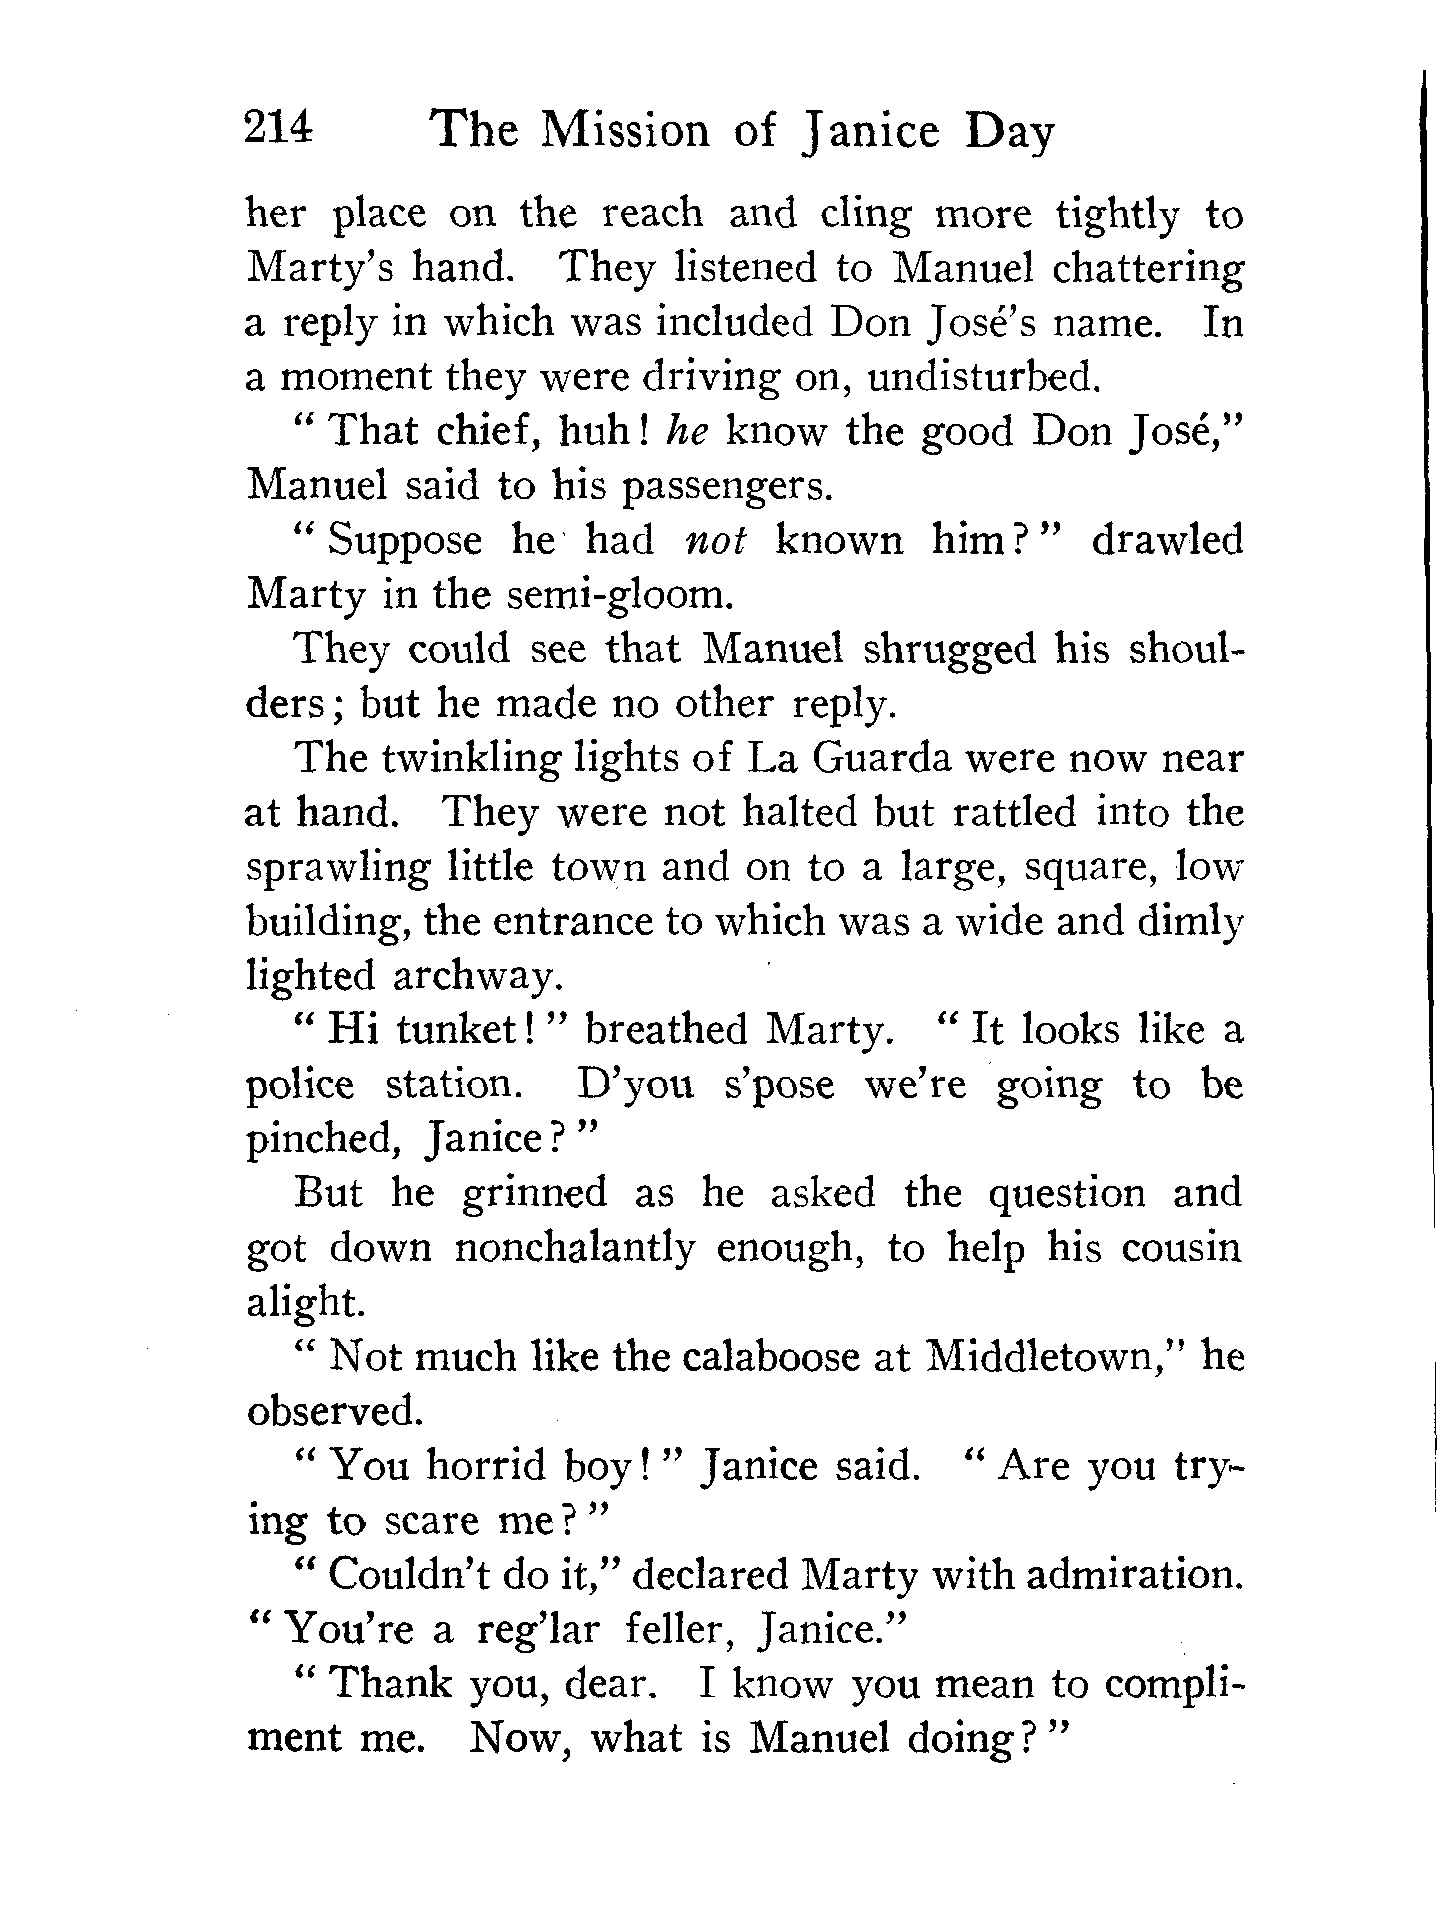 214 The Mission of Janice Day
her place on the reach and cling more tightly to
Marty's hand. They listened to Manuel chattering
a reply in which was included Don José's name. In
a moment they were driving on, undisturbed.
“ That chief, huh! he know the good Don José,”
Manuel said to his passengers.
“ Suppose he had not known him? ” drawled
Marty in the semi-gloom.
They could see that Manuel shrugged his shoul-
ders; but he made no other reply.
The twinkling lights of La Guarda were now near
at hand. They were not halted but rattled into the
sprawling little town and on to a large, square, low
building, the entrance to which was a wide and dimly
lighted archway.
“ Hi tunket! ” breathed Marty. “ It looks like a
police station. D'you s'pose we're going to be
pinched, Janice? ”
But he grinned as he asked the question and
got down nonchalantly enough, to help his cousin
alight.
“ Not much like the calaboose at Middletown,” he
observed.
“ You horrid boy! ” Janice said. “ Are you try-
ing to scare me? ”
“ Couldn't do it,” declared Marty with admiration.
“ You're a reg'lar feller, Janice.”
“ Thank you, dear. I know you mean to compli-
ment me. Now, what is Manuel doing? ”